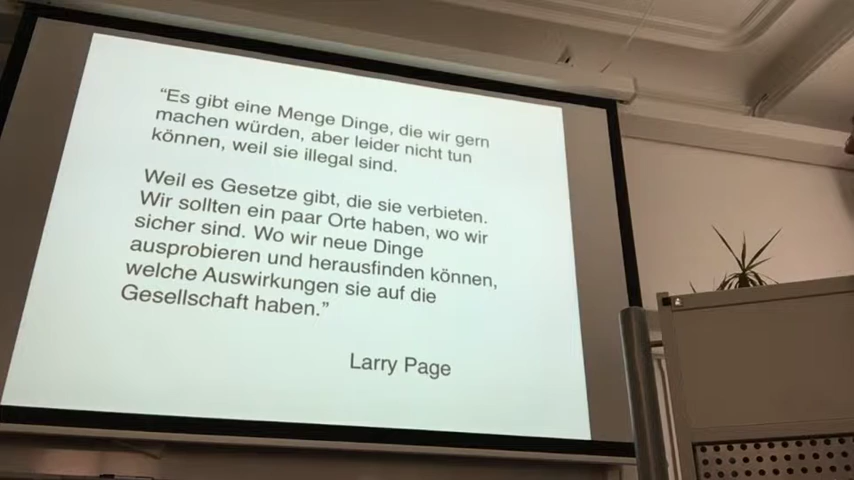 “Es gibt eine Menge Dinge, die wir gern
machen würden, aber leider nicht tun
können, weil sie illegal sind.
Weil es Gesetze gibt, die sie verbieten.
Wir sollten ein paar Orte haben, wo wir
sicher sind. Wo wir neue Dinge
ausprobieren und herausfinden können,
welche Auswirkungen sie auf die
Gesellschaft haben.”
Larry Page